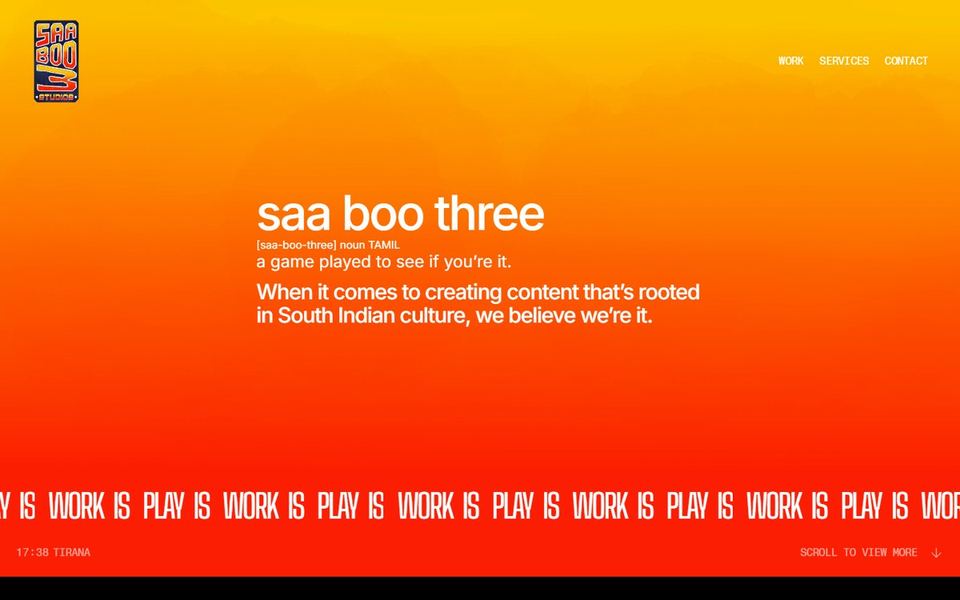 SAA
BOO
3
STUDIOS
WORK SERVICES CONTACT
saa boo three
[saa-boo-three] noun TAMIL
a game played to see if you’re it.
When it comes to creating content that’s rooted
in South Indian culture, we believe we’re it.
Y IS WORK IS PLAY IS WORK IS PLAY IS WORK IS PLAY IS WORK IS PLAY IS WORK IS PLAY IS WOR
17:38 TIRANA
SCROLL TO VIEW MORE ↓